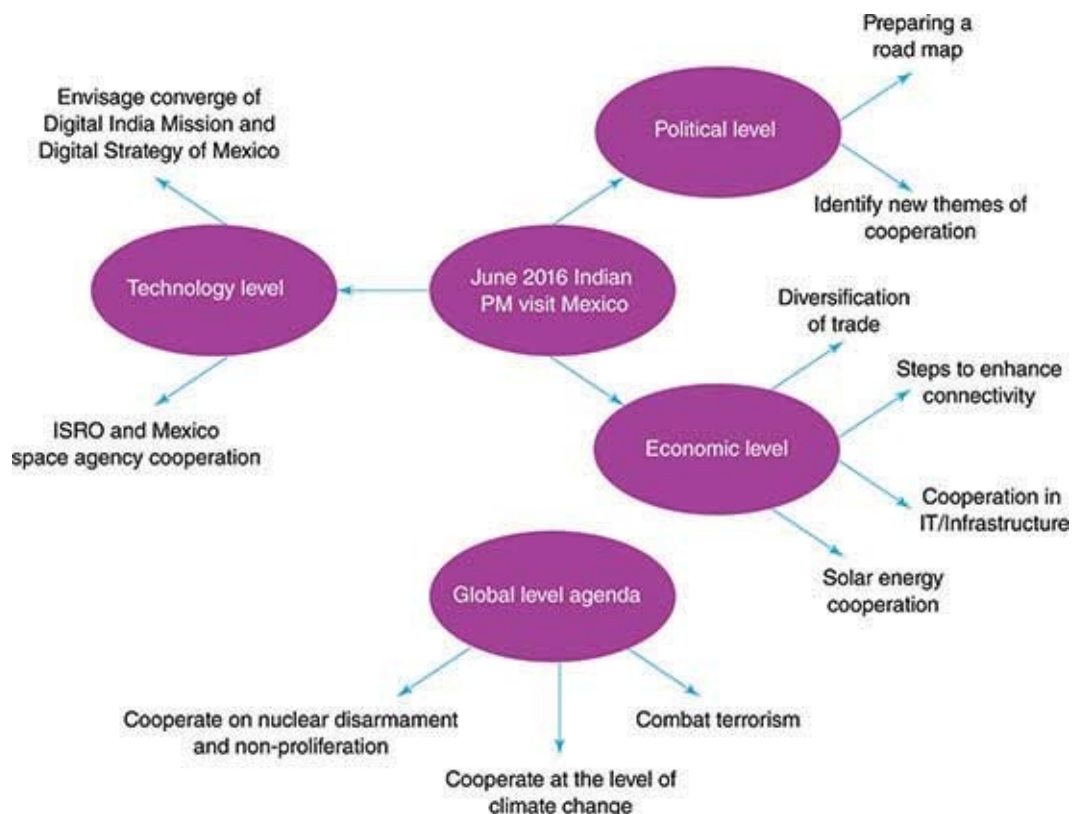 Preparing a
road map
Envisage converge of
Digital India Mission and
Digital Strategy of Mexico
Political level
Identify new themes of
cooperation
Technology level
June 2016 Indian
PM visit Mexico
Diversification
of trade
Steps to enhance
connectivity
ISRO and Mexico
space agency cooperation
Economic level
Cooperation in
IT/Infrastructure
Solar energy
cooperation
Global level agenda
Cooperate on nuclear disarmament
and non-proliferation
Combat terrorism
Cooperate at the level of
climate change